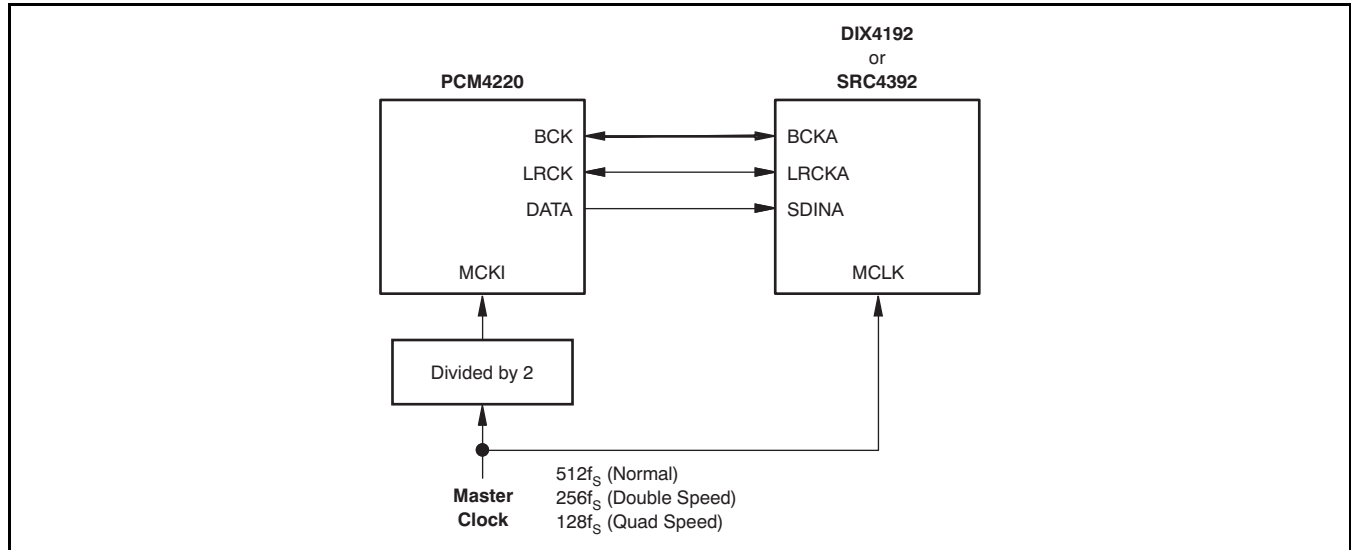 DIX4192
or
SRC4392
PCM4220
BCK
BCKA
LRCK
LRCKA
DATA
SDINA
MCKI
MCLK
Divided by 2
Master
Clock
512fS (Normal)
256fS (Double Speed)
128fS (Quad Speed)